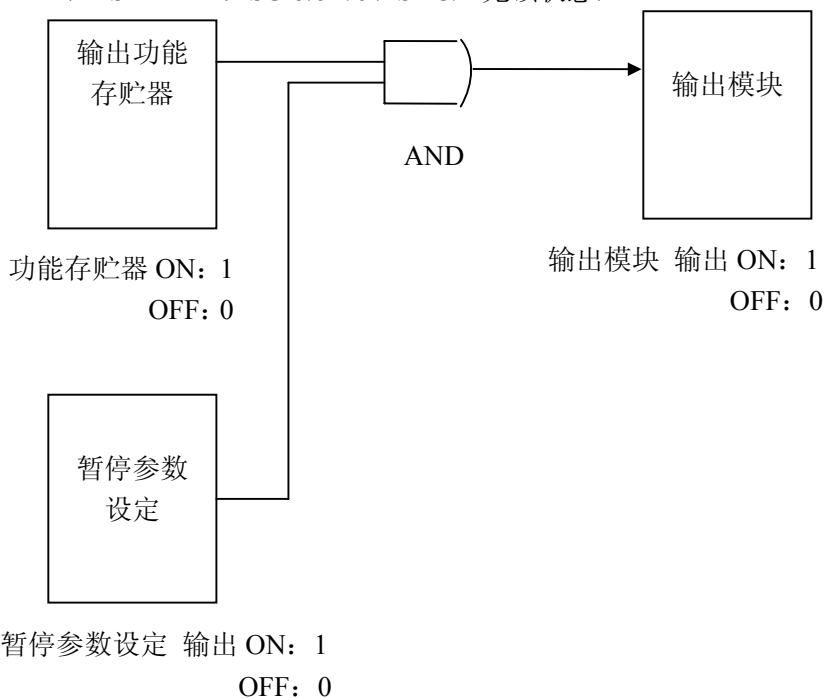 输出功能
存贮器
输出模块
AND
功能存贮器 ON：1
OFF：0
输出模块 输出 ON：1
OFF：0
暂停参数
设定
暂停参数设定 输出 ON：1
OFF：0